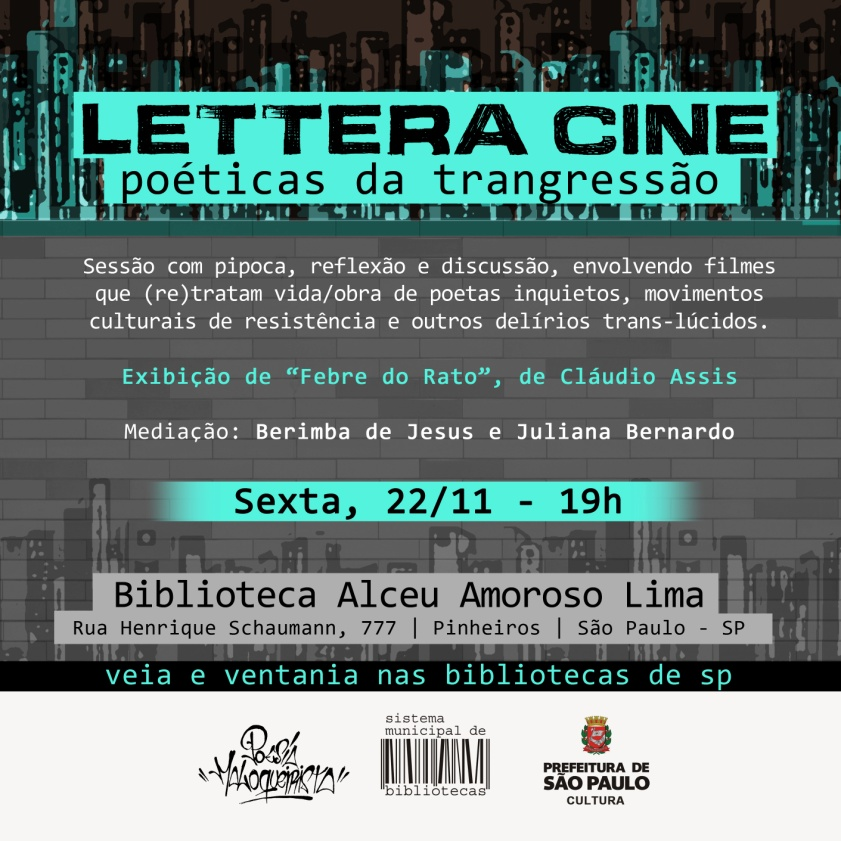 LETTERA CINE
poéticas da trangressão
Sessão com pipoca, reflexão e discussão, envolvendo filmes
que (re)tratam vida/obra de poetas inquietos, movimentos
culturais de resistência e outros delírios trans-lúcidos.
Exibição de “Febre do Rato”, de Cláudio Assis
Mediação: Berimba de Jesus e Juliana Bernardo
Sexta, 22/11 - 19h
Biblioteca Alceu Amoroso Lima
Rua Henrique Schaumann, 777 | Pinheiros | São Paulo - SP
veia e ventania nas bibliotecas de sp
Poesia
"Maloqueirista"
sistema
municipal de
bibliotecas
PREFEITURA DE
SÃO PAULO
CULTURA